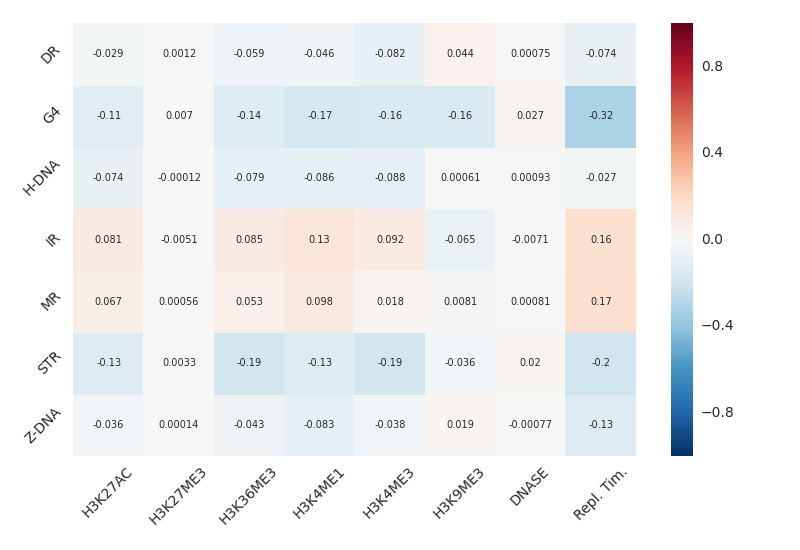 DR -0.029 0.0012 -0.059 -0.046 -0.082 0.044 0.00075 -0.074
G4 -0.11 0.007 -0.14 -0.17 -0.16 -0.16 0.027 -0.32
H-DNA -0.074 -0.00012 -0.079 -0.086 -0.088 0.00061 0.00093 -0.027
IR 0.081 -0.0051 0.085 0.13 0.092 -0.065 -0.0071 0.16
MR 0.067 0.00056 0.053 0.098 0.018 0.0081 0.00081 0.17
STR -0.13 0.0033 -0.19 -0.13 -0.19 -0.036 0.02 -0.2
Z-DNA -0.036 0.00014 -0.043 -0.083 -0.038 0.019 -0.00077 -0.13
H3K27AC H3K27ME3 H3K36ME3 H3K4ME1 H3K4ME3 H3K9ME3 DNASE Repl. Tim.
0.8
0.4
0.0
−0.4
−0.8